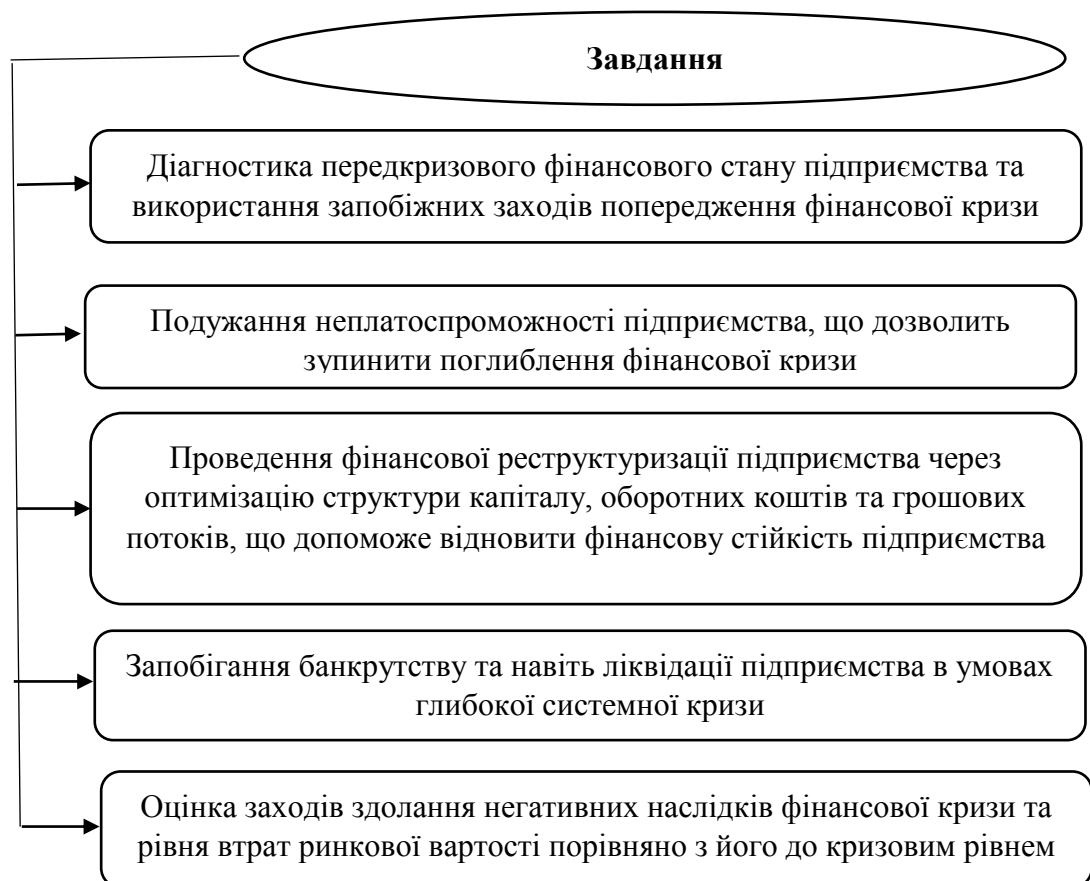 Завдання
Діагностика передкризового фінансового стану підприємства та
використання запобіжних заходів попередження фінансової кризи
Подужання неплатоспроможності підприємства, що дозволить
зупинити поглиблення фінансової кризи
Проведення фінансової реструктуризації підприємства через
оптимізацію структури капіталу, оборотних коштів та грошових
потоків, що допоможе відновити фінансову стійкість підприємства
Запобігання банкрутству та навіть ліквідації підприємства в умовах
глибокої системної кризи
Оцінка заходів здолання негативних наслідків фінансової кризи та
рівня втрат ринкової вартості порівняно з його до кризовим рівнем